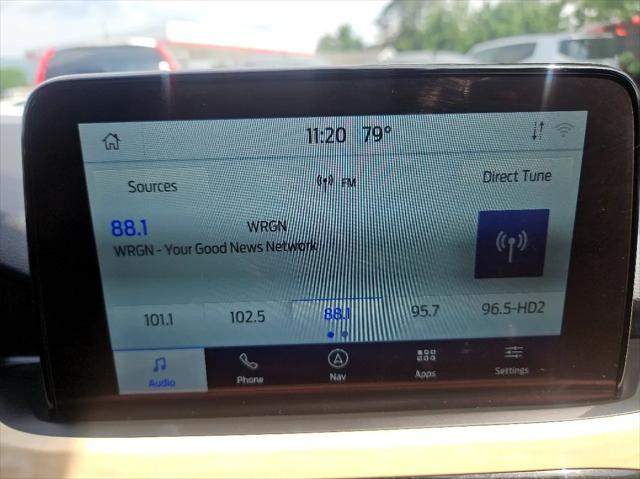 11:20 79°
Sources
FM
Direct Tune
88.1
WRGN
WRGN - Your Good News Network
101.1
102.5
88.1
95.7
96.5-HD2
Audio
Phone
Nav
Apps
Settings